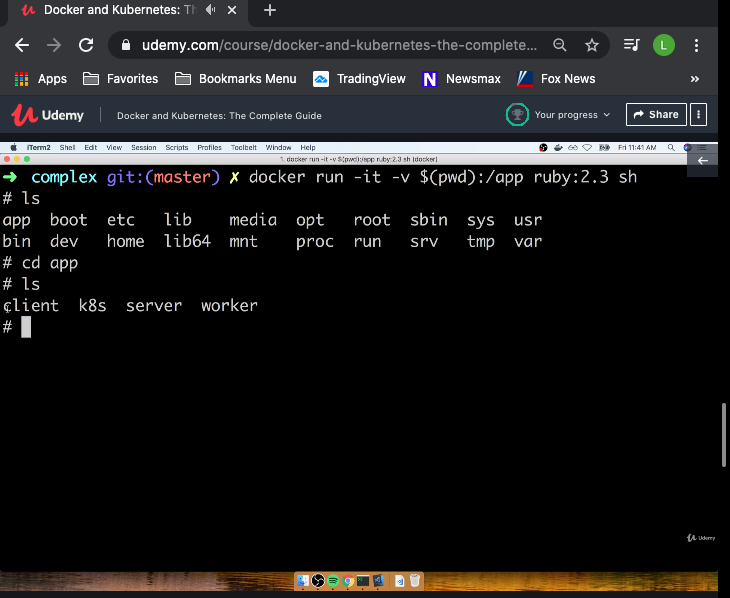 Docker and Kubernetes: Th
udemy.com/course/docker-and-kubernetes-the-complete...
L
Apps Favorites Bookmarks Menu TradingView N Newsmax Fox News »
Udemy Docker and Kubernetes: The Complete Guide Your progress Share
iTerm2 Shell Edit View Session Scripts Profiles Toolbelt Window Help Fri 11:41 AM
1. docker run -it -v $(pwd):/app ruby:2.3 sh (docker)
→ complex git:(master) ✗ docker run -it -v $(pwd):/app ruby:2.3 sh
# ls
app boot etc lib media opt root sbin sys usr
bin dev home lib64 mnt proc run srv tmp var
# cd app
# ls
client k8s server worker
#
Udemy